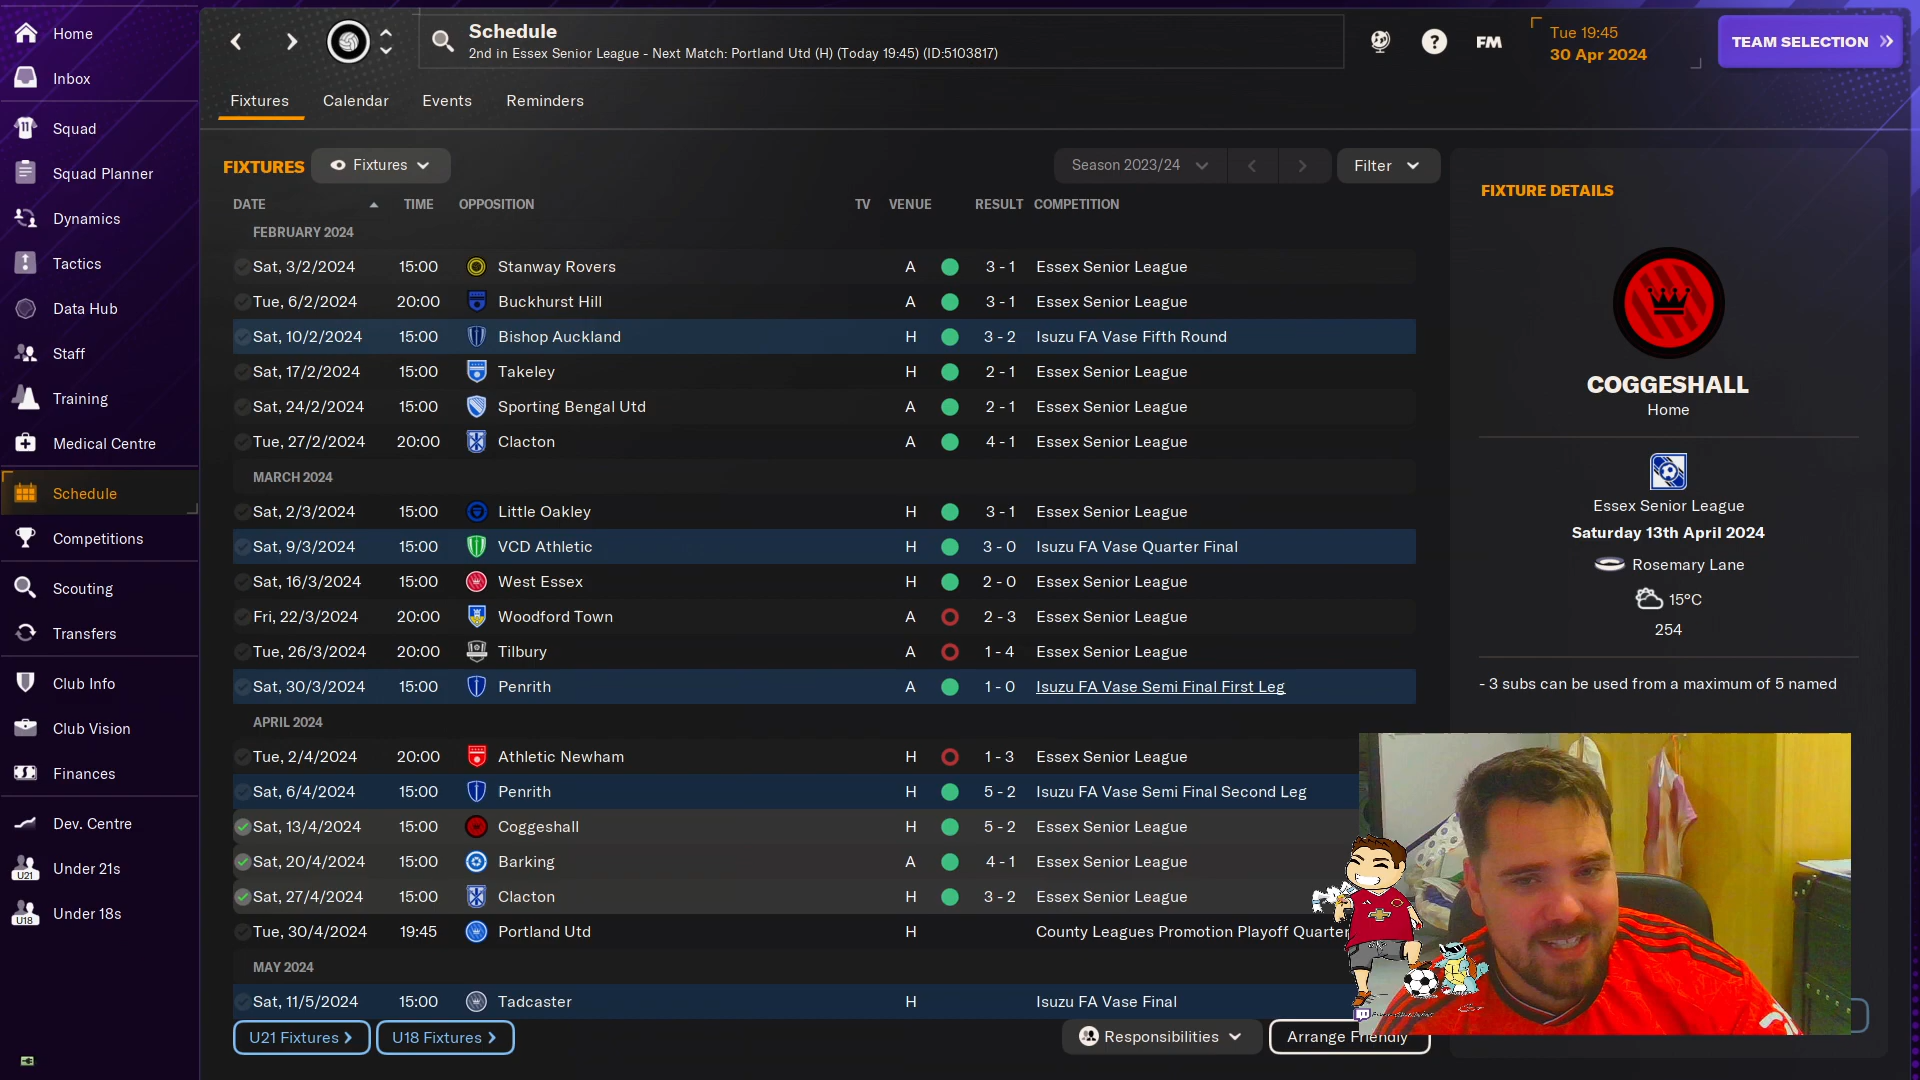 Home
Inbox
Squad
Squad Planner
Dynamics
Tactics
Data Hub
Staff
Training
Medical Centre
Schedule
Competitions
Scouting
Transfers
Club Info
Club Vision
Finances
Dev. Centre
U21 Under 21s
U18 Under 18s
Schedule
2nd in Essex Senior League - Next Match: Portland Utd (H) (Today 19:45) (ID:5103817)
? FM
Tue 19:45
30 Apr 2024
TEAM SELECTION
Fixtures Calendar Events Reminders
FIXTURES Fixtures Season 2023/24 Filter
DATE TIME OPPOSITION TV VENUE RESULT COMPETITION
FEBRUARY 2024
Sat, 3/2/2024 15:00 Stanway Rovers A 3 - 1 Essex Senior League
Tue, 6/2/2024 20:00 Buckhurst Hill A 3 - 1 Essex Senior League
Sat, 10/2/2024 15:00 Bishop Auckland H 3 - 2 Isuzu FA Vase Fifth Round
Sat, 17/2/2024 15:00 Takeley H 2 - 1 Essex Senior League
Sat, 24/2/2024 15:00 Sporting Bengal Utd A 2 - 1 Essex Senior League
Tue, 27/2/2024 20:00 Clacton A 4 - 1 Essex Senior League
MARCH 2024
Sat, 2/3/2024 15:00 Little Oakley H 3 - 1 Essex Senior League
Sat, 9/3/2024 15:00 VCD Athletic H 3 - 0 Isuzu FA Vase Quarter Final
Sat, 16/3/2024 15:00 West Essex H 2 - 0 Essex Senior League
Fri, 22/3/2024 20:00 Woodford Town A 2 - 3 Essex Senior League
Tue, 26/3/2024 20:00 Tilbury A 1 - 4 Essex Senior League
Sat, 30/3/2024 15:00 Penrith A 1 - 0 Isuzu FA Vase Semi Final First Leg
APRIL 2024
Tue, 2/4/2024 20:00 Athletic Newham H 1 - 3 Essex Senior League
Sat, 6/4/2024 15:00 Penrith H 5 - 2 Isuzu FA Vase Semi Final Second Leg
Sat, 13/4/2024 15:00 Coggeshall H 5 - 2 Essex Senior League
Sat, 20/4/2024 15:00 Barking A 4 - 1 Essex Senior League
Sat, 27/4/2024 15:00 Clacton H 3 - 2 Essex Senior League
Tue, 30/4/2024 19:45 Portland Utd H County Leagues Promotion Playoff Quarter
MAY 2024
Sat, 11/5/2024 15:00 Tadcaster H Isuzu FA Vase Final
U21 Fixtures U18 Fixtures Responsibilities Arrange Friendly
FIXTURE DETAILS
COGGESHALL
Home
Essex Senior League
Saturday 13th April 2024
Rosemary Lane
15°C
254
- 3 subs can be used from a maximum of 5 named